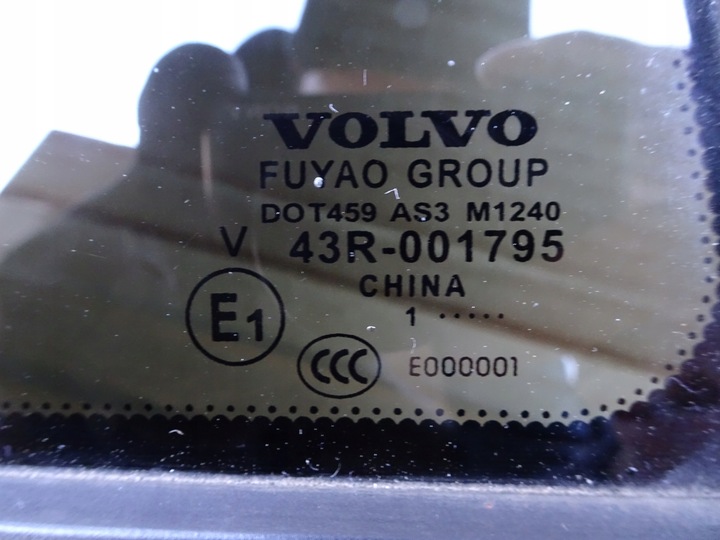 VOLVO
FUYAO GROUP
DOT459 AS3 M1240
V 43R-001795
CHINA
1 ·····
E1
CCC E000001